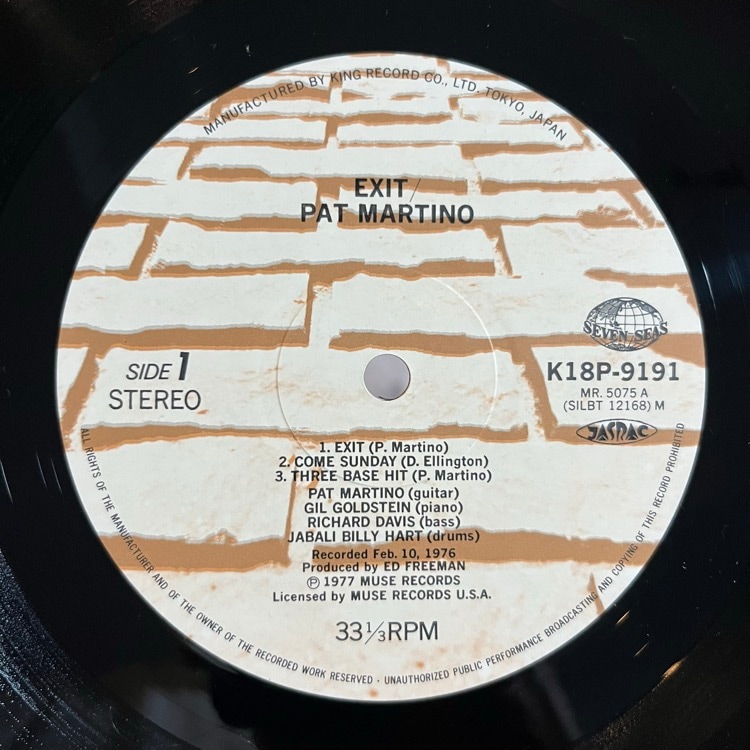 MANUFACTURED BY KING RECORD CO., LTD. TOKYO, JAPAN
EXIT/
PAT MARTINO
SEVEN SEAS
SIDE 1
STEREO
K18P-9191
MR. 5075 A
(SILBT 12168) M
JASRAC
1. EXIT (P. Martino)
2. COME SUNDAY (D. Ellington)
3. THREE BASE HIT (P. Martino)
PAT MARTINO (guitar)
GIL GOLDSTEIN (piano)
RICHARD DAVIS (bass)
JABALI BILLY HART (drums)
Recorded Feb. 10, 1976
Produced by ED FREEMAN
Ⓟ 1977 MUSE RECORDS
Licensed by MUSE RECORDS U.S.A.
33 1/3 RPM
ALL RIGHTS OF THE MANUFACTURER AND OF THE OWNER OF THE RECORDED WORK RESERVED · UNAUTHORIZED PUBLIC PERFORMANCE BROADCASTING AND COPYING OF THIS RECORD PROHIBITED